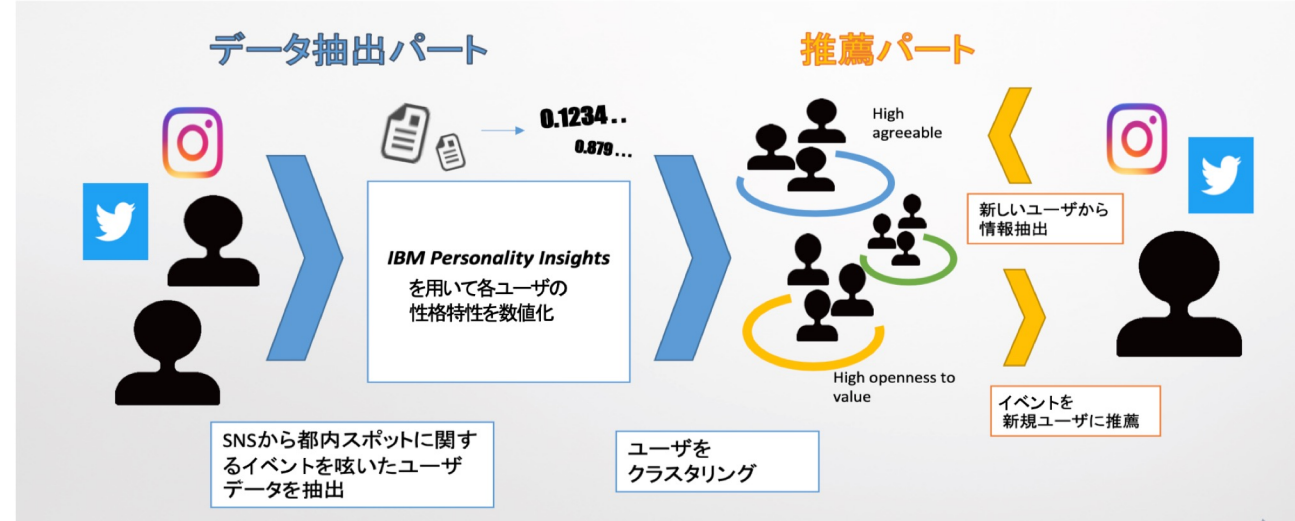 データ抽出パート
推薦パート
0.1234..
0.879...
High
agreeable
IBM Personality Insights
を用いて各ユーザの
性格特性を数値化
新しいユーザから
情報抽出
High openness to
value
イベントを
新規ユーザに推薦
SNSから都内スポットに関す
るイベントを呟いたユーザ
データを抽出
ユーザを
クラスタリング